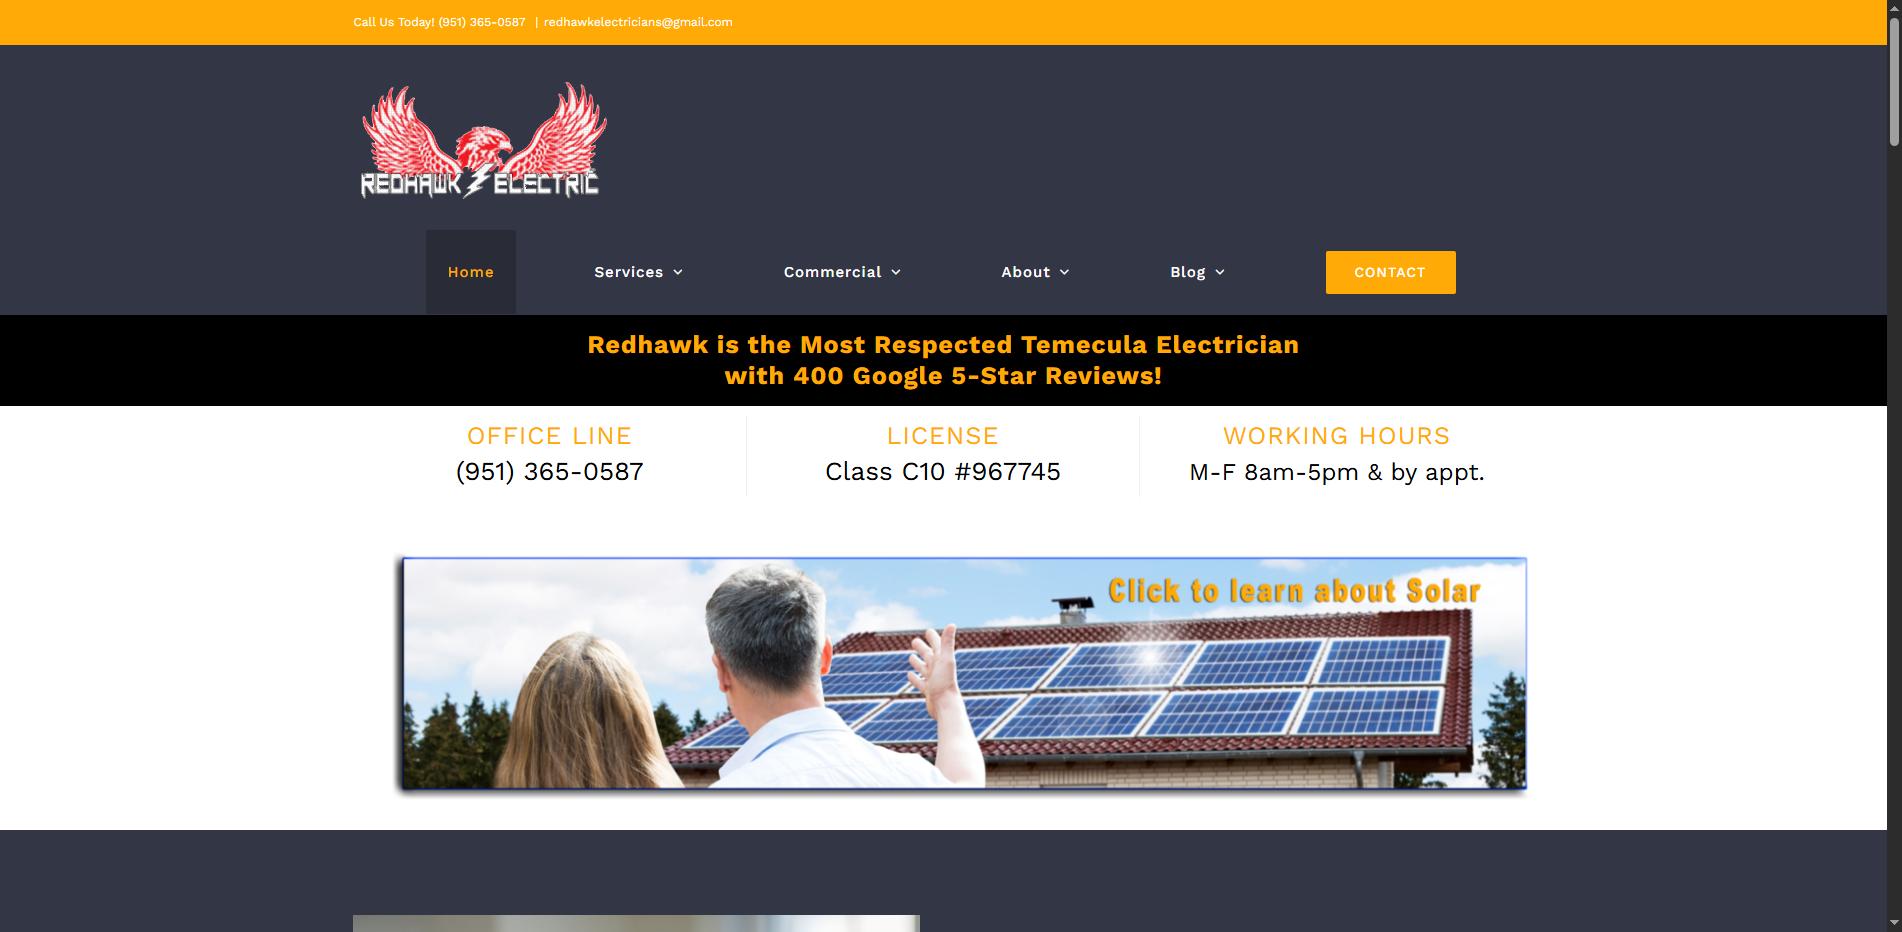 Call Us Today! (951) 365-0587 | redhawkelectricians@gmail.com
REDHAWK ELECTRIC
Home Services Commercial About Blog CONTACT
Redhawk is the Most Respected Temecula Electrician
with 400 Google 5-Star Reviews!
OFFICE LINE LICENSE WORKING HOURS
(951) 365-0587 Class C10 #967745 M-F 8am-5pm & by appt.
Click to learn about Solar